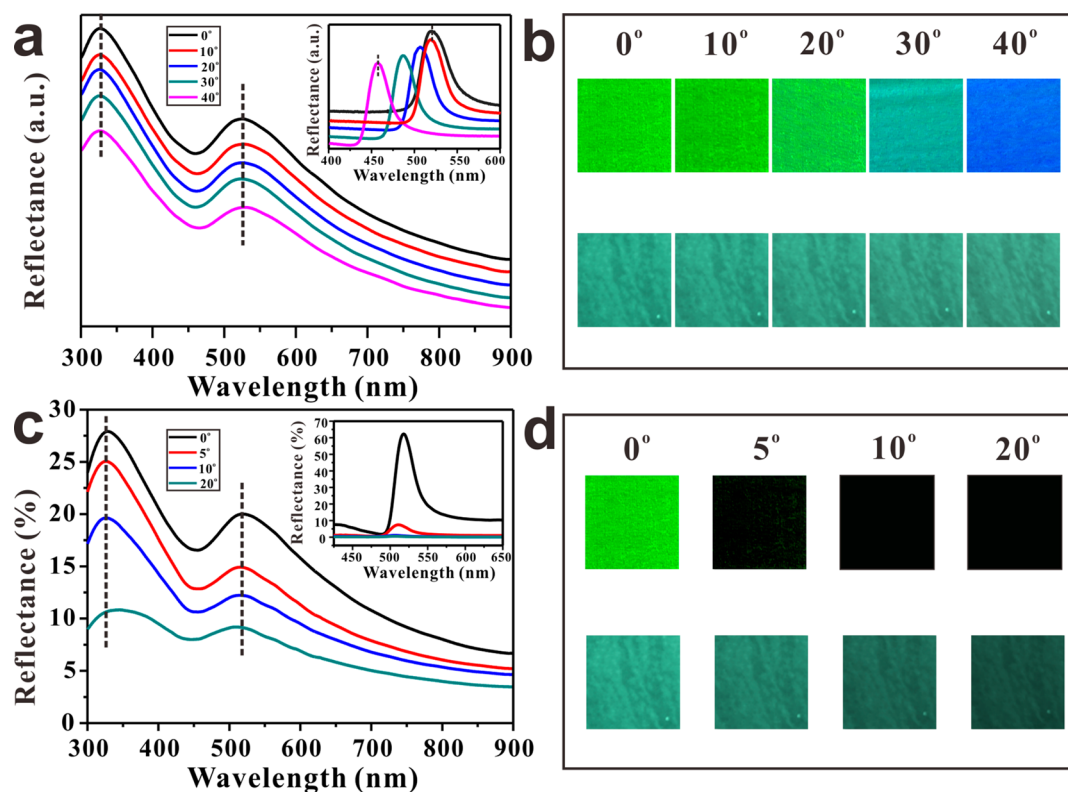 a
0°
10°
20°
30°
40°
Reflectance (a.u.)
300 400 500 600 700 800 900
Wavelength (nm)
Reflectance (a.u.)
400 450 500 550 600
Wavelength (nm)
b
0° 10° 20° 30° 40°
c
0°
5°
10°
20°
Reflectance (%)
30
25
20
15
10
5
0
300 400 500 600 700 800 900
Wavelength (nm)
Reflectance (%)
70
60
50
40
30
20
10
0
450 500 550 600 650
Wavelength (nm)
d
0° 5° 10° 20°